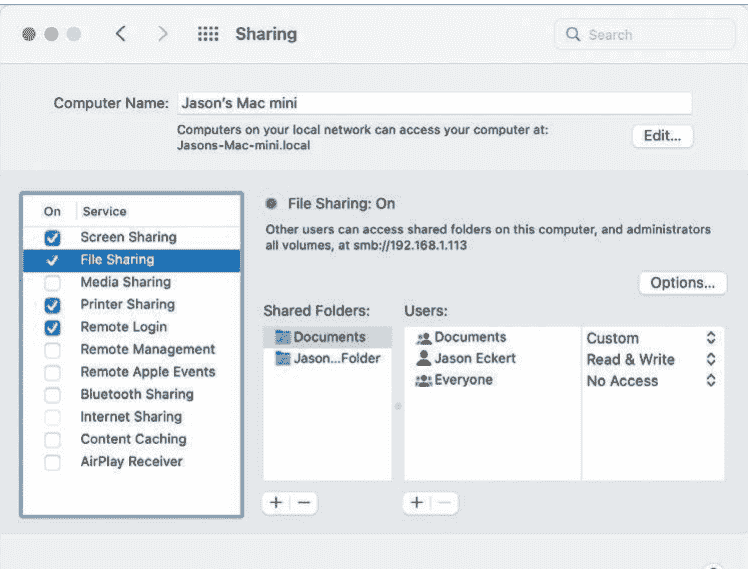 Sharing
Search
Computer Name: Jason's Mac mini
Computers on your local network can access your computer at:
Jasons-Mac-mini.local
Edit...
On Service
Screen Sharing
File Sharing
Media Sharing
Printer Sharing
Remote Login
Remote Management
Remote Apple Events
Bluetooth Sharing
Internet Sharing
Content Caching
AirPlay Receiver
File Sharing: On
Other users can access shared folders on this computer, and administrators
all volumes, at smb://192.168.1.113
Options...
Shared Folders:
Documents
Jason...Folder
Users:
Documents Custom
Jason Eckert Read & Write
Everyone No Access